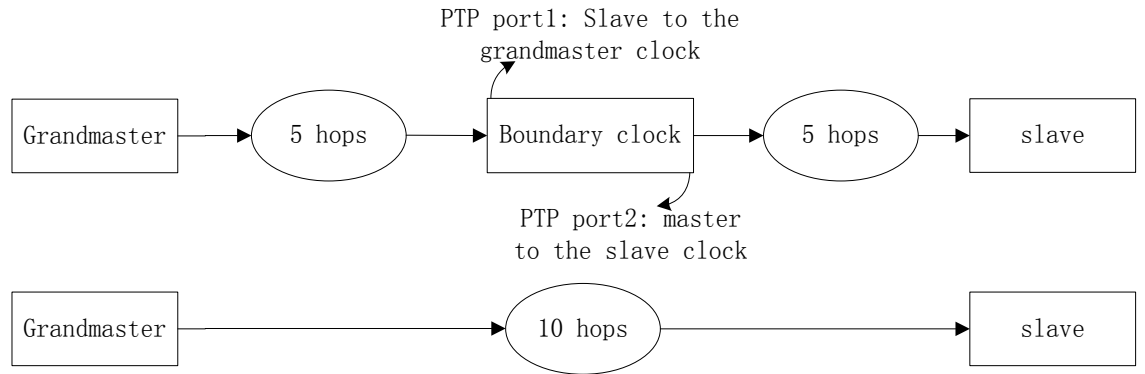 PTP port1: Slave to the
grandmaster clock
Grandmaster
5 hops
Boundary clock
5 hops
slave
PTP port2: master
to the slave clock
Grandmaster
10 hops
slave